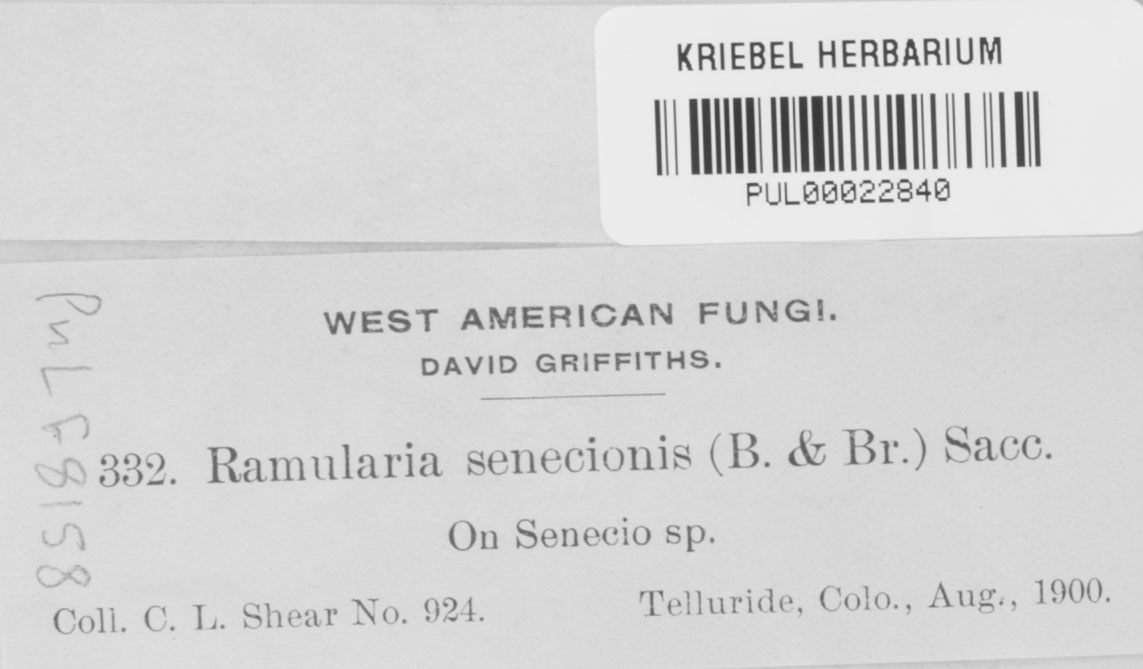 KRIEBEL HERBARIUM
PUL00022840
WEST AMERICAN FUNGI.
DAVID GRIFFITHS.
332. Ramularia senecionis (B. & Br.) Sacc.
On Senecio sp.
Coll. C. L. Shear No. 924.
Telluride, Colo., Aug., 1900.
PUL F8158